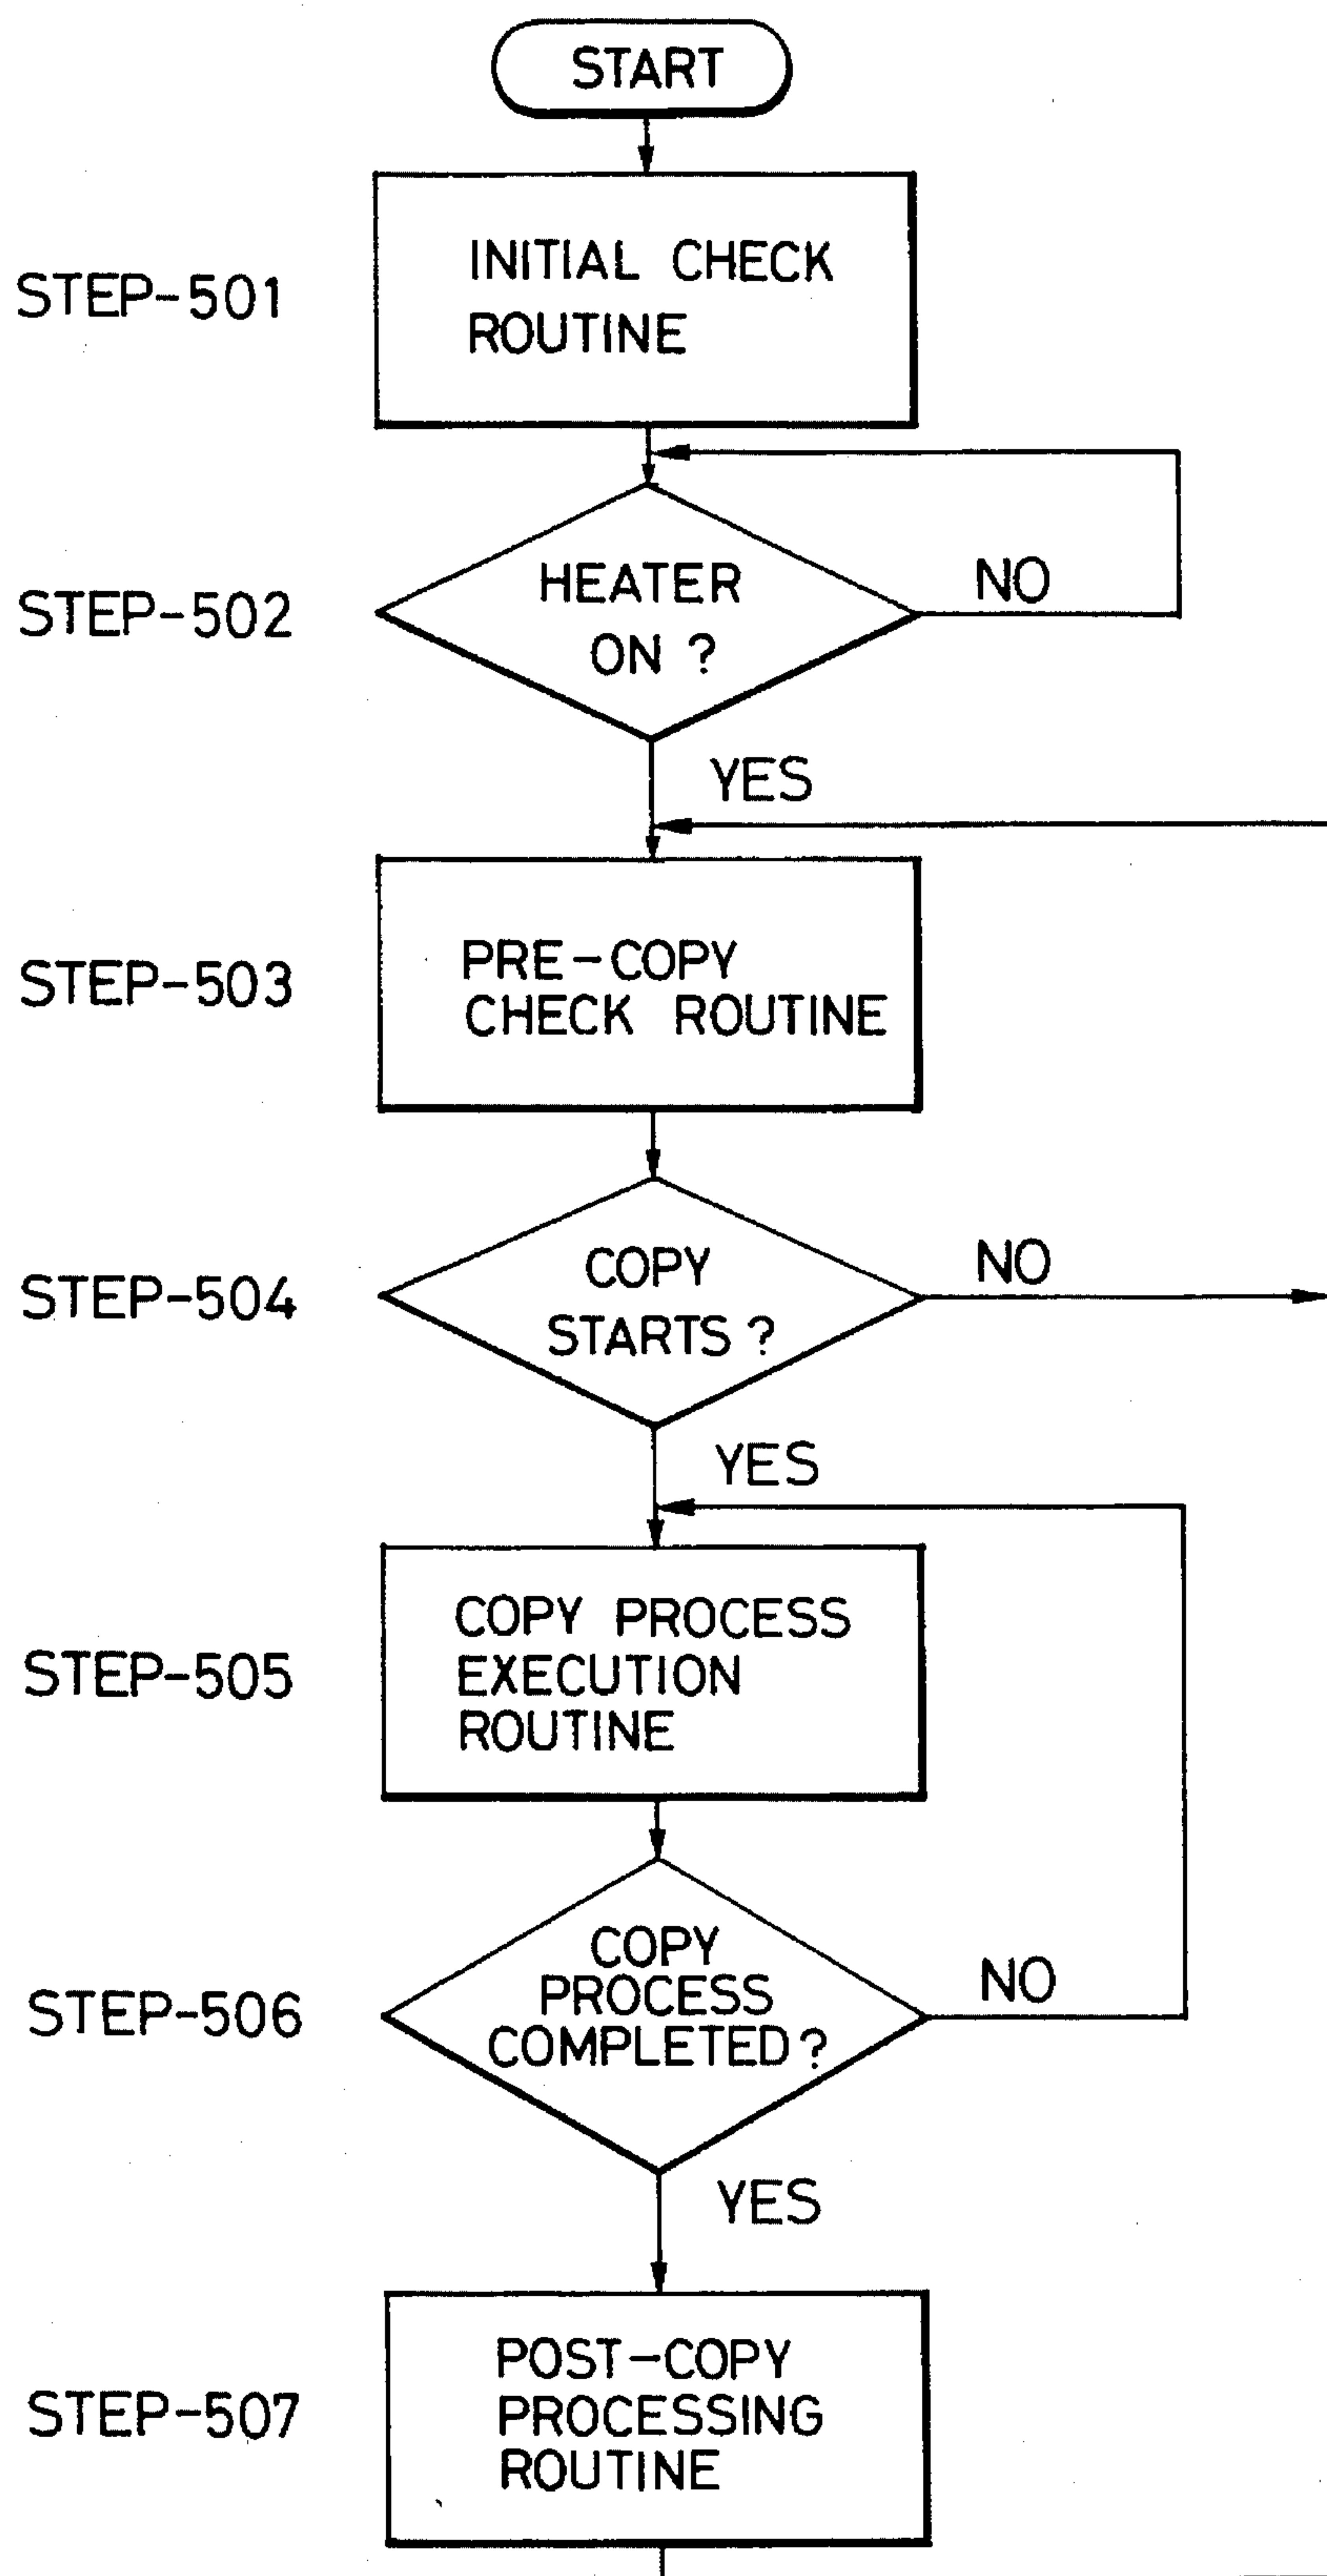 START
STEP-501
INITIAL CHECK
ROUTINE
STEP-502
HEATER
ON ?
NO
YES
STEP-503
PRE-COPY
CHECK ROUTINE
STEP-504
COPY
STARTS ?
NO
YES
STEP-505
COPY PROCESS
EXECUTION
ROUTINE
STEP-506
COPY
PROCESS
COMPLETED ?
NO
YES
STEP-507
POST-COPY
PROCESSING
ROUTINE